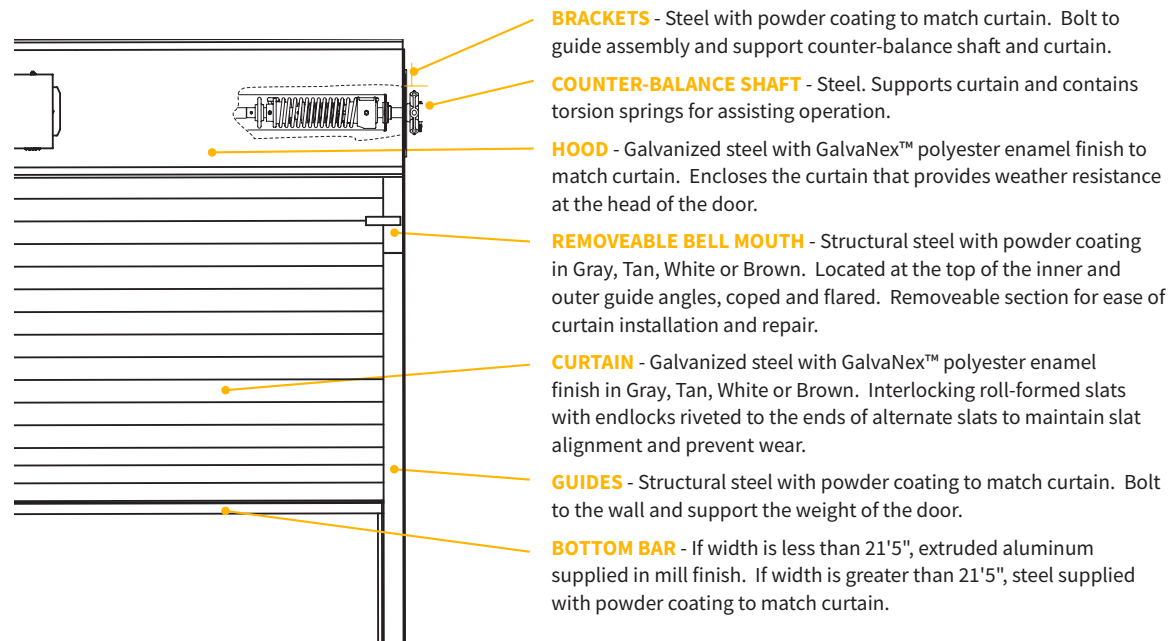 BRACKETS - Steel with powder coating to match curtain.  Bolt to
guide assembly and support counter-balance shaft and curtain.
COUNTER-BALANCE SHAFT - Steel. Supports curtain and contains
torsion springs for assisting operation.
HOOD - Galvanized steel with GalvaNex™ polyester enamel finish to
match curtain.  Encloses the curtain that provides weather resistance
at the head of the door.
REMOVEABLE BELL MOUTH - Structural steel with powder coating
in Gray, Tan, White or Brown.  Located at the top of the inner and
outer guide angles, coped and flared.  Removeable section for ease of
curtain installation and repair.
CURTAIN - Galvanized steel with GalvaNex™ polyester enamel
finish in Gray, Tan, White or Brown.  Interlocking roll-formed slats
with endlocks riveted to the ends of alternate slats to maintain slat
alignment and prevent wear.
GUIDES - Structural steel with powder coating to match curtain.  Bolt
to the wall and support the weight of the door.
BOTTOM BAR - If width is less than 21'5", extruded aluminum
supplied in mill finish.  If width is greater than 21'5", steel supplied
with powder coating to match curtain.